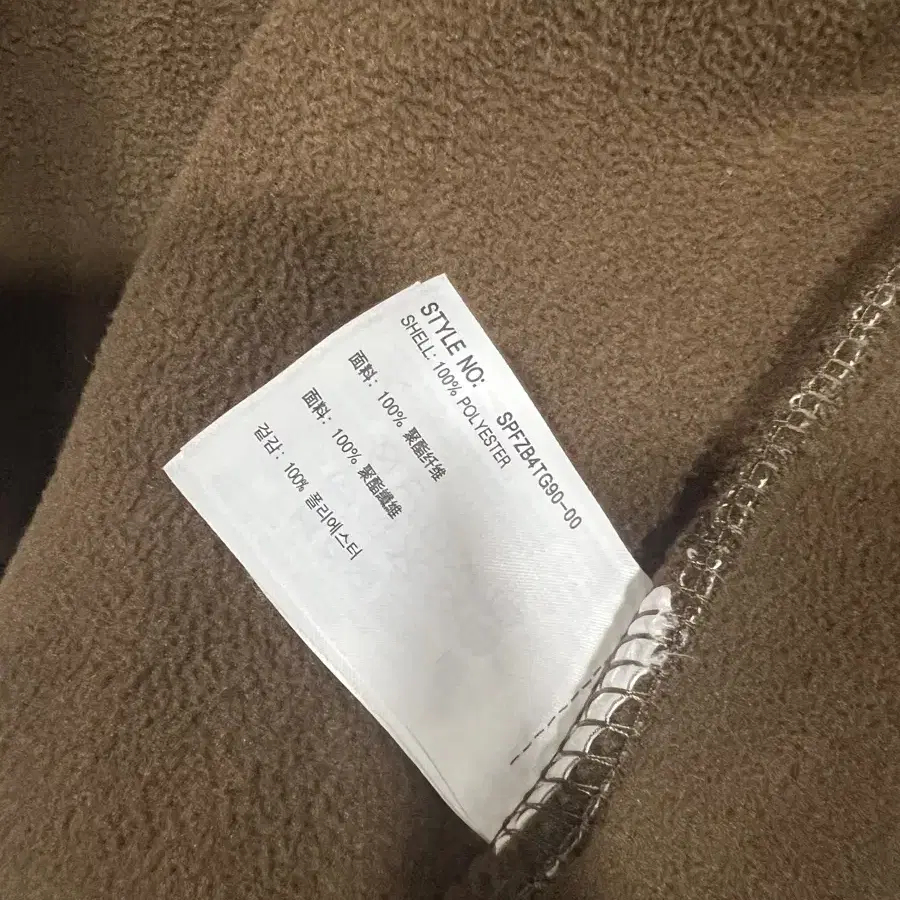 STYLE NO: SPFZB4TG90-00
SHELL: 100% POLYESTER
面料: 100% 聚酯纤维
面料: 100% 聚酯纖維
겉감: 100% 폴리에스터